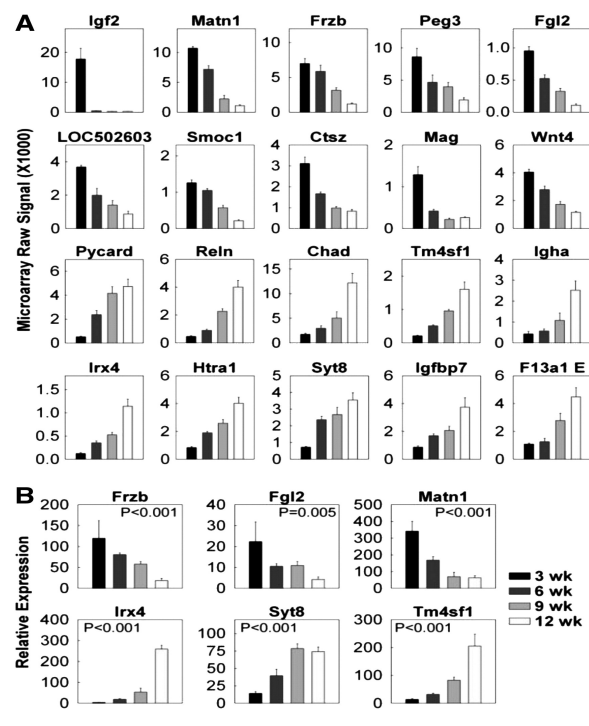 A
Igf2 Matn1 Frzb Peg3 Fgl2
20 10 0
10 5 0
10 5 0
10 5 0
1.0 0.5 0.0
LOC502603 Smoc1 Ctsz Mag Wnt4
4 2 0
2 1 0
4 2 0
2 1 0
4 2 0
Microarray Raw Signal (X1000)
Pycard Reln Chad Tm4sf1 Igha
6 4 2 0
6 4 2 0
15 10 5 0
2 1 0
4 3 2 1 0
Irx4 Htra1 Syt8 Igfbp7 F13a1 E
1.5 1.0 0.5 0.0
6 4 2 0
5 4 3 2 1 0
6 4 2 0
6 4 2 0
B
Frzb Fgl2 Matn1
200 150 100 50 0
P<0.001
40 30 20 10 0
P=0.005
500 400 300 200 100 0
P<0.001
Relative Expression
Irx4 Syt8 Tm4sf1
400 300 200 100 0
P<0.001
100 75 50 25 0
P<0.001
300 200 100 0
P<0.001
3 wk
6 wk
9 wk
12 wk